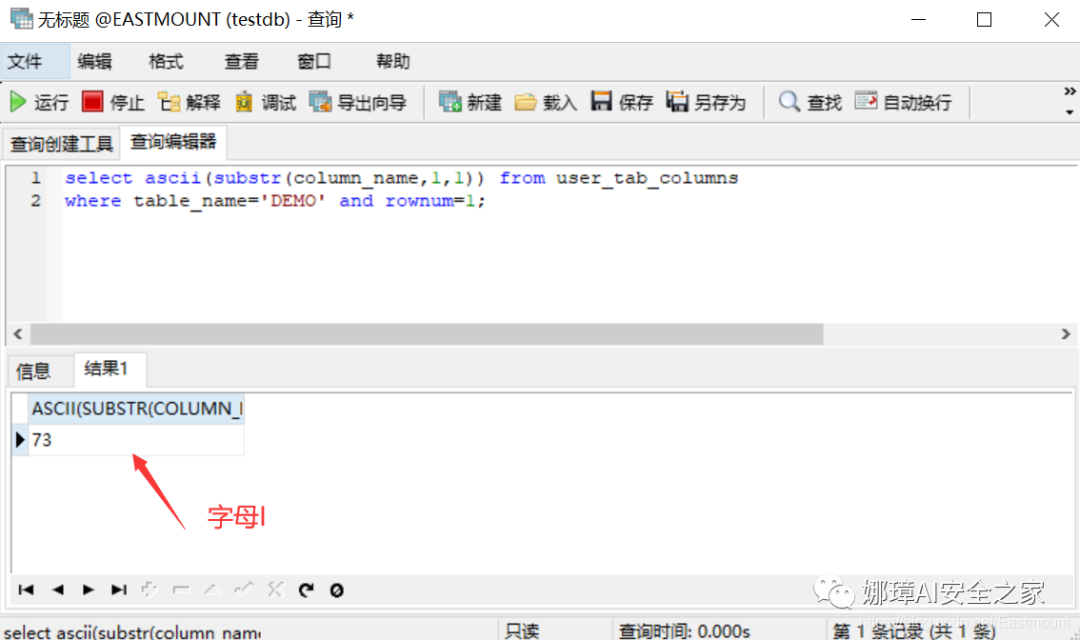 无标题 @EASTMOUNT (testdb) - 查询 *
文件 编辑 格式 查看 窗口 帮助
运行 停止 解释 调试 导出向导 新建 载入 保存 另存为 查找 自动换行
查询创建工具 查询编辑器
1 select ascii(substr(column_name,1,1)) from user_tab_columns
2 where table_name='DEMO' and rownum=1;
信息 结果1
ASCII(SUBSTR(COLUMN_
73
字母I
娜璋AI安全之家
select ascii(substr(column_name 只读 查询时间: 0.000s 第 1 条记录 (共 1 条)